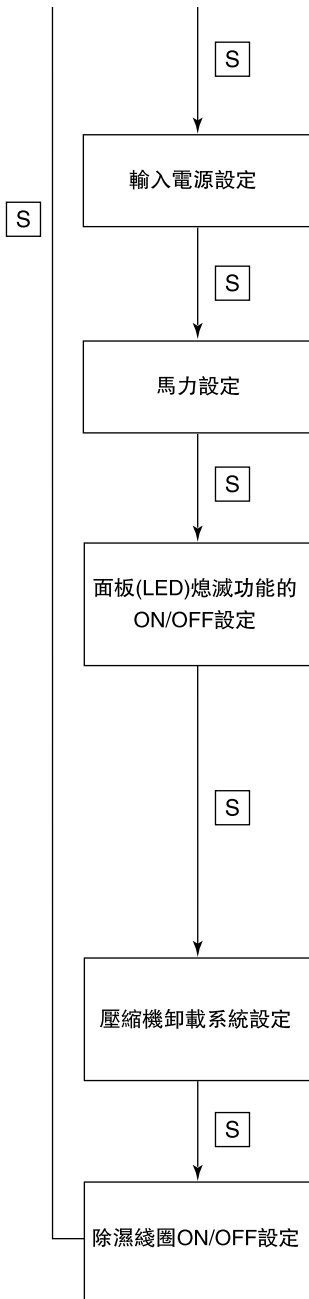 S
輸入電源設定
S
S
馬力設定
S
面板(LED)熄滅功能的
ON/OFF設定
S
壓縮機卸載系統設定
S
除濕綫圈ON/OFF設定